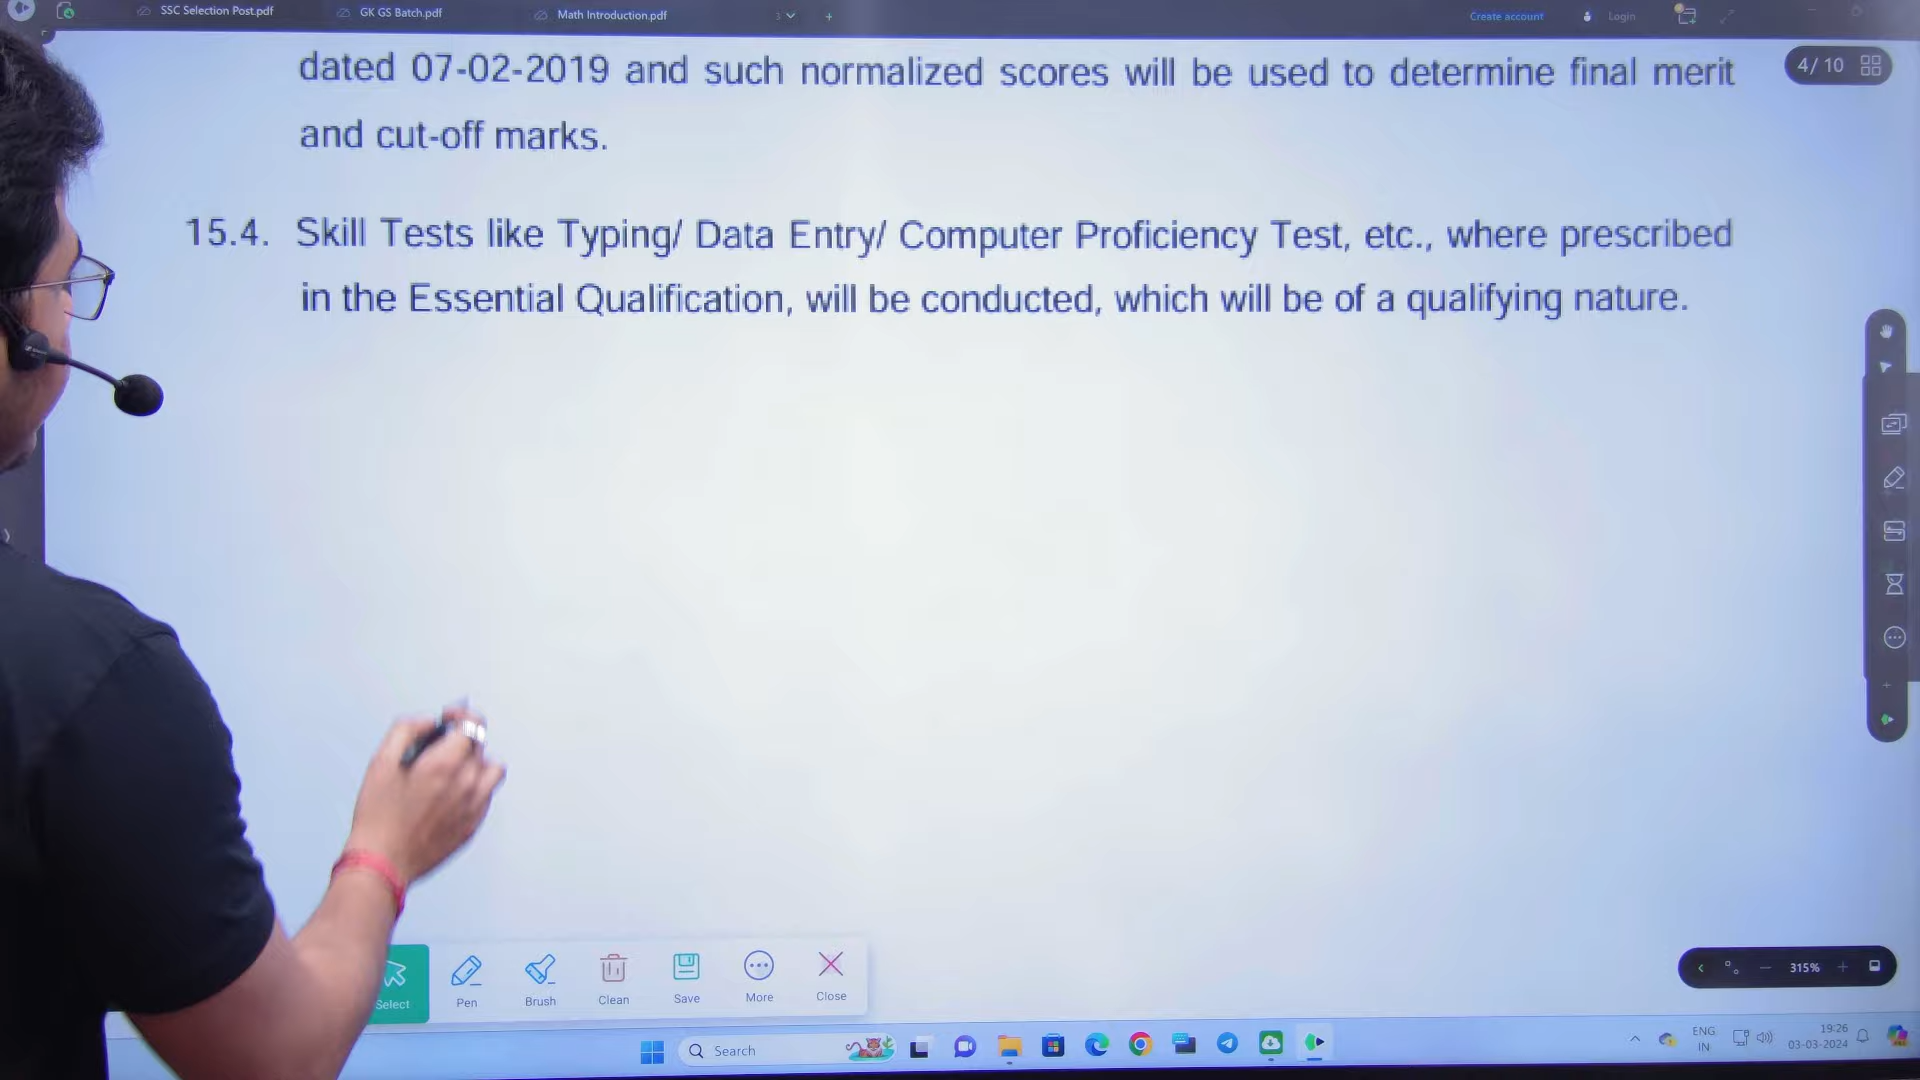 SSC Selection Post.pdf
GK GS Batch.pdf
Math Introduction.pdf
3
Create account
Login
dated 07-02-2019 and such normalized scores will be used to determine final merit
and cut-off marks.
4/ 10
15.4. Skill Tests like Typing/ Data Entry/ Computer Proficiency Test, etc., where prescribed
in the Essential Qualification, will be conducted, which will be of a qualifying nature.
315%
Select
Pen
Brush
Clean
Save
More
Close
Search
ENG
IN
19:26
03-03-2024